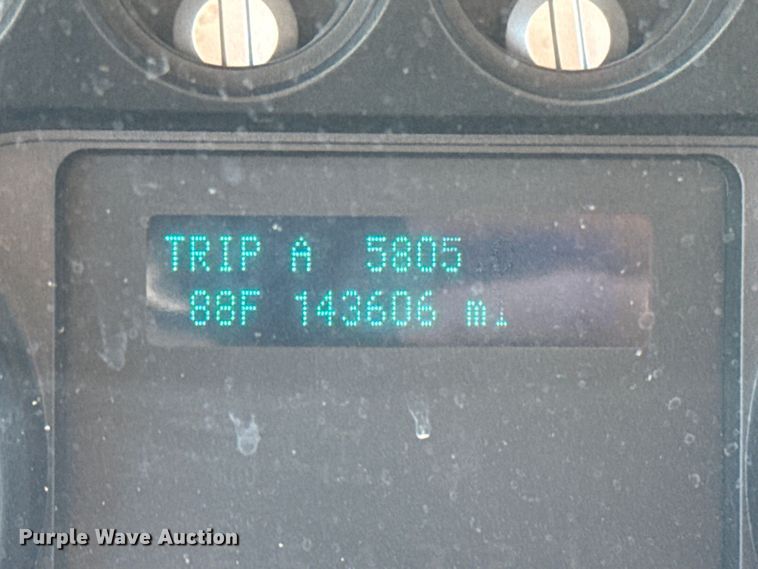 TRIP A 5805
88F 143606 mi
Purple Wave Auction